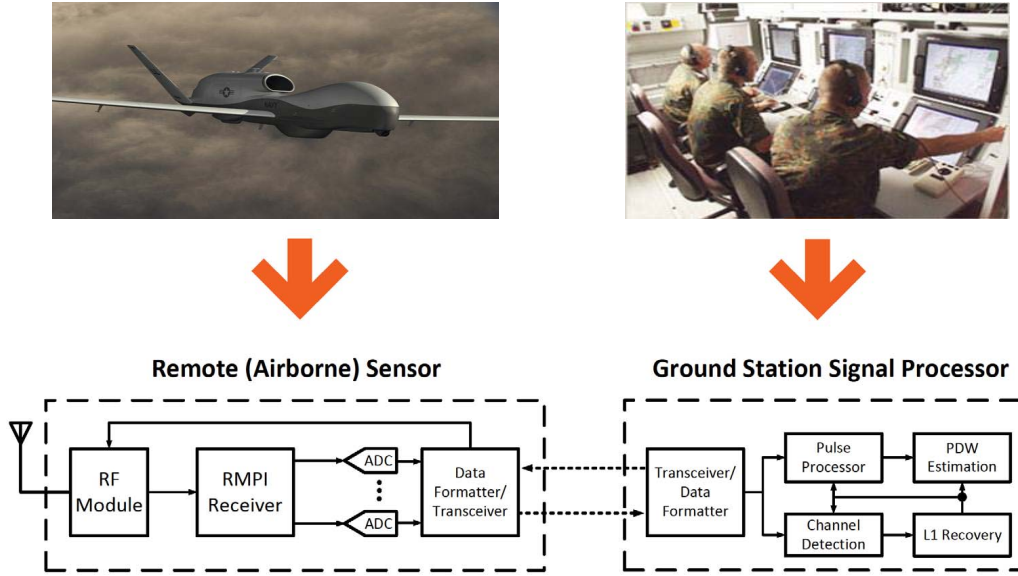 Remote (Airborne) Sensor
Ground Station Signal Processor
RF
Module
RMPI
Receiver
ADC
ADC
Data
Formatter/
Transceiver
Transceiver/
Data
Formatter
Pulse
Processor
PDW
Estimation
Channel
Detection
L1 Recovery